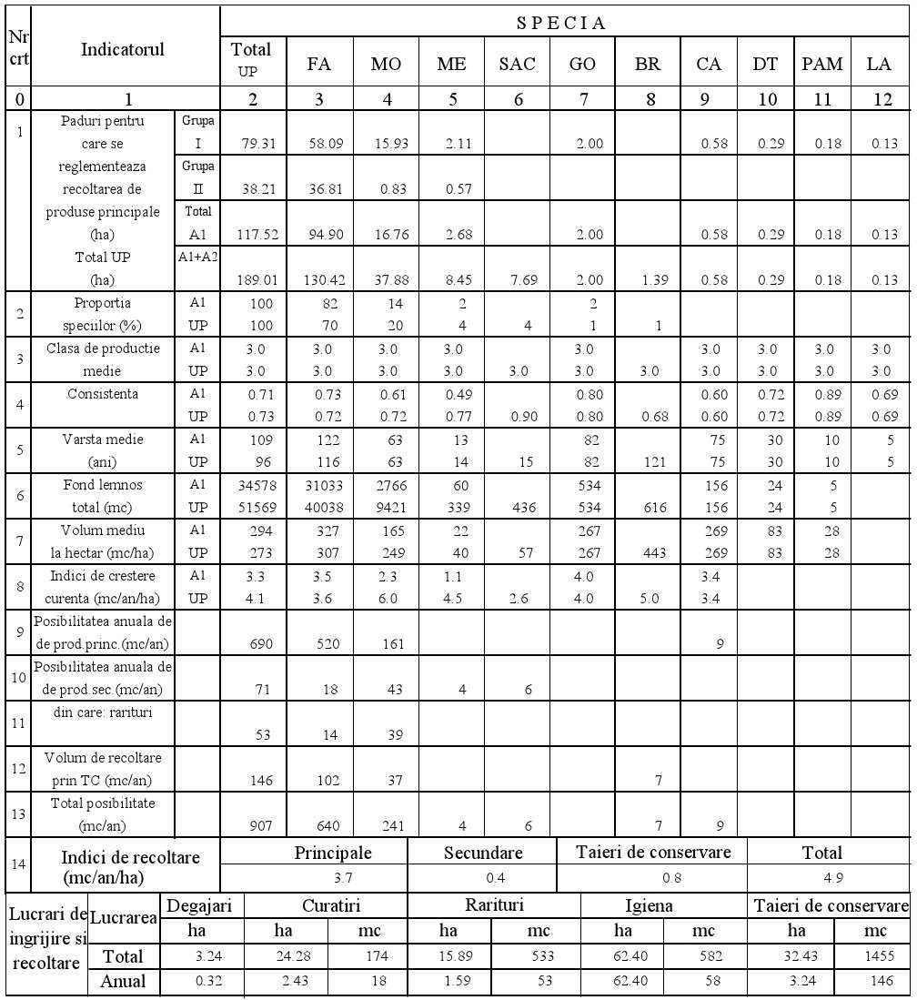 Nr crt Indicatorul S P E C I A
Total UP FA MO ME SAC GO BR CA DT PAM LA
0 1 2 3 4 5 6 7 8 9 10 11 12
1 Paduri pentru Grupa
care se I 79.31 58.09 15.93 2.11 2.00 0.58 0.29 0.18 0.13
reglementeaza Grupa
recoltarea de II 38.21 36.81 0.83 0.57
produse principale Total
(ha) A1 117.52 94.90 16.76 2.68 2.00 0.58 0.29 0.18 0.13
Total UP A1+A2
(ha) 189.01 130.42 37.88 8.45 7.69 2.00 1.39 0.58 0.29 0.18 0.13
2 Proportia A1 100 82 14 2 2
speciilor (%) UP 100 70 20 4 4 1 1
3 Clasa de productie A1 3.0 3.0 3.0 3.0 3.0 3.0 3.0 3.0 3.0
medie UP 3.0 3.0 3.0 3.0 3.0 3.0 3.0 3.0 3.0 3.0 3.0
4 Consistenta A1 0.71 0.73 0.61 0.49 0.80 0.60 0.72 0.89 0.69
UP 0.73 0.72 0.72 0.77 0.90 0.80 0.68 0.60 0.72 0.89 0.69
5 Varsta medie A1 109 122 63 13 82 75 30 10 5
(ani) UP 96 116 63 14 15 82 121 75 30 10 5
6 Fond lemnos A1 34578 31033 2766 60 534 156 24 5
total (mc) UP 51569 40038 9421 339 436 534 616 156 24 5
7 Volum mediu A1 294 327 165 22 267 269 83 28
la hectar (mc/ha) UP 273 307 249 40 57 267 443 269 83 28
8 Indici de crestere A1 3.3 3.5 2.3 1.1 4.0 3.4
curenta (mc/an/ha) UP 4.1 3.6 6.0 4.5 2.6 4.0 5.0 3.4
9 Posibilitatea anuala de
de prod.princ.(mc/an) 690 520 161 9
10 Posibilitatea anuala de
de prod.sec.(mc/an) 71 18 43 4 6
11 din care: rarituri
53 14 39
12 Volum de recoltare
prin TC (mc/an) 146 102 37 7
13 Total posibilitate
(mc/an) 907 640 241 4 6 7 9
14 Indici de recoltare Principale Secundare Taieri de conservare Total
(mc/an/ha) 3.7 0.4 0.8 4.9
Lucrari de ingrijire si recoltare Lucrarea Degajari Curatiri Rarituri Igiena Taieri de conservare
ha ha mc ha mc ha mc ha mc
Total 3.24 24.28 174 15.89 533 62.40 582 32.43 1455
Anual 0.32 2.43 18 1.59 53 62.40 58 3.24 146